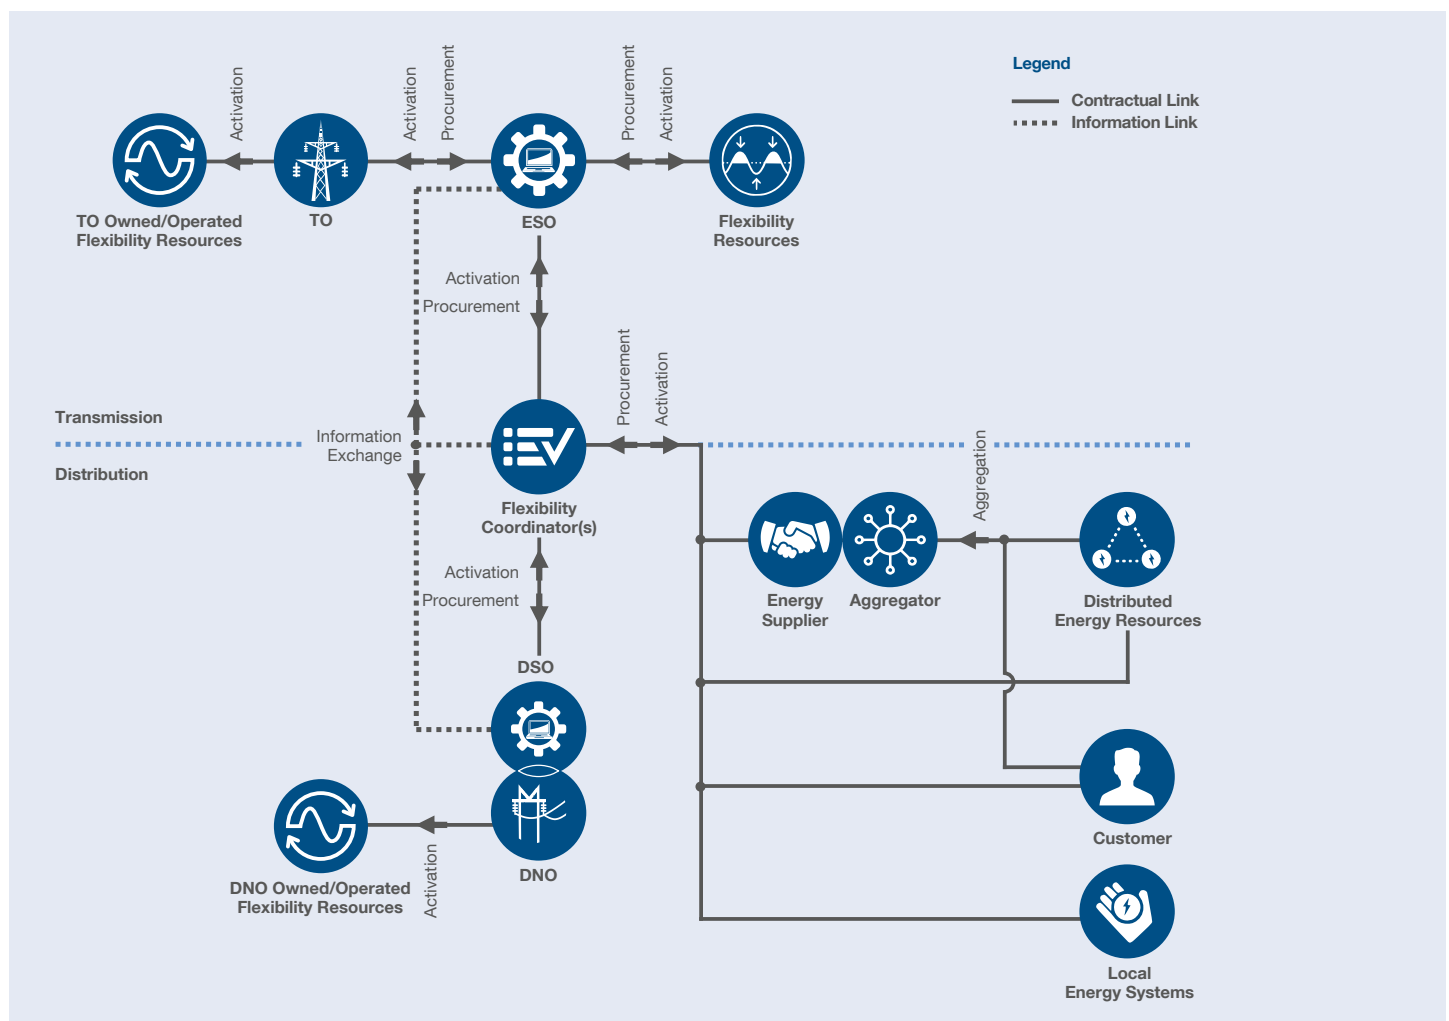 Legend
Contractual Link
Information Link
Activation
Activation
Procurement
Procurement
Activation
TO Owned/Operated
Flexibility Resources
TO
ESO
Flexibility
Resources
Activation
Procurement
Procurement
Activation
Transmission
Information
Exchange
Distribution
Flexibility
Coordinator(s)
Aggregation
Activation
Procurement
Energy
Supplier
Aggregator
Distributed
Energy Resources
DSO
Customer
DNO
DNO Owned/Operated
Flexibility Resources
Activation
Local
Energy Systems